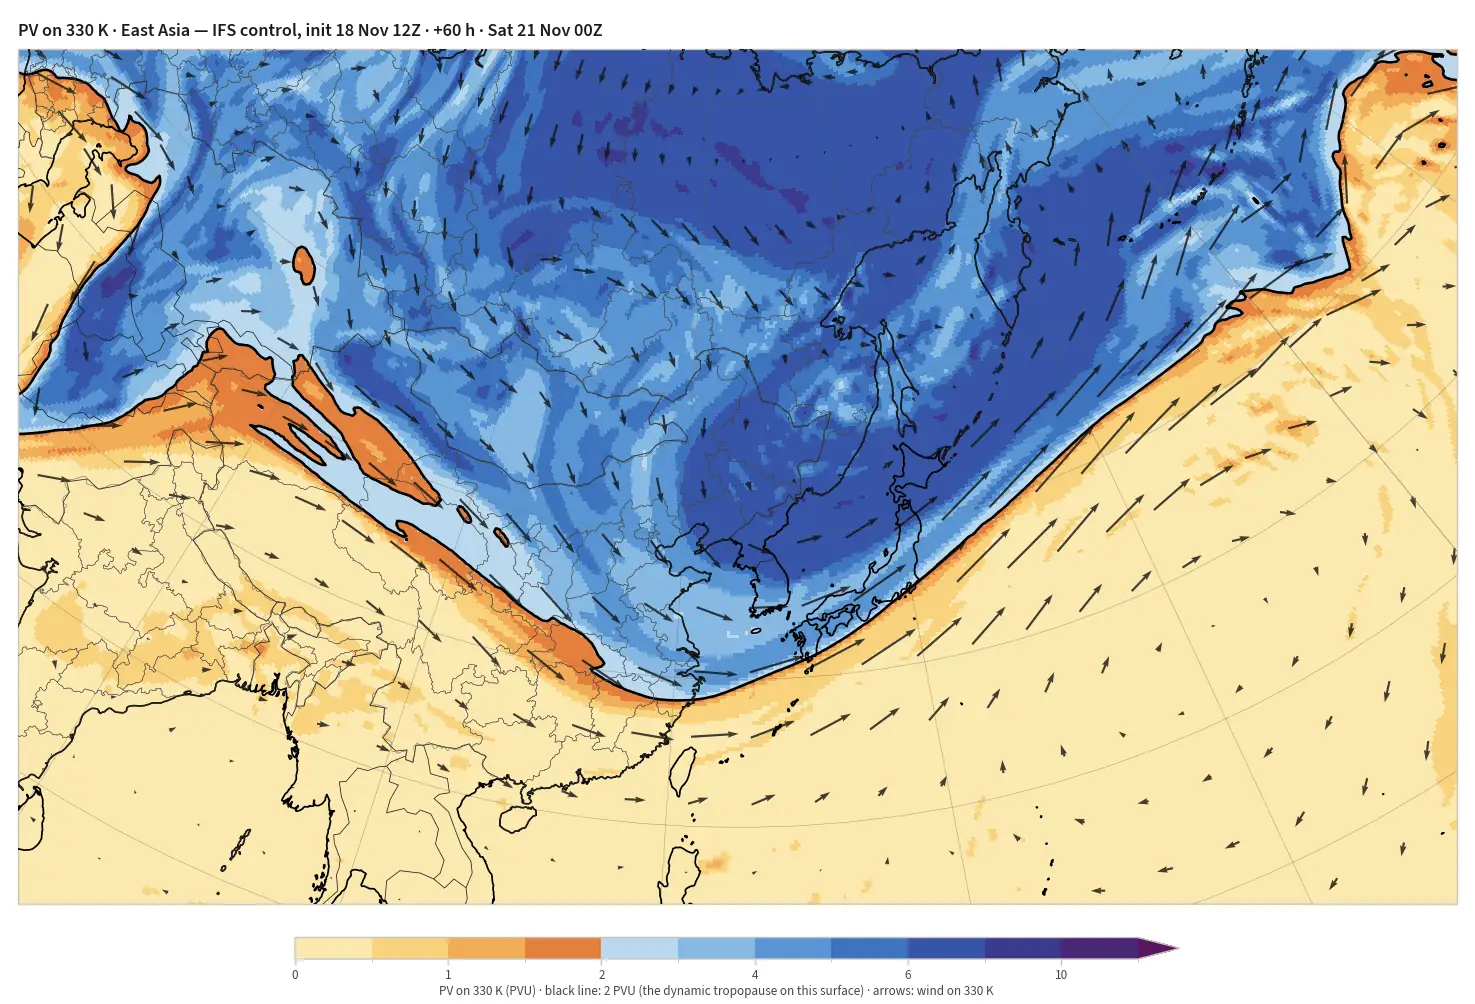 PV on 330 K · East Asia — IFS control, init 18 Nov 12Z · +60 h · Sat 21 Nov 00Z
0 1 2 4 6 10
PV on 330 K (PVU) · black line: 2 PVU (the dynamic tropopause on this surface) · arrows: wind on 330 K